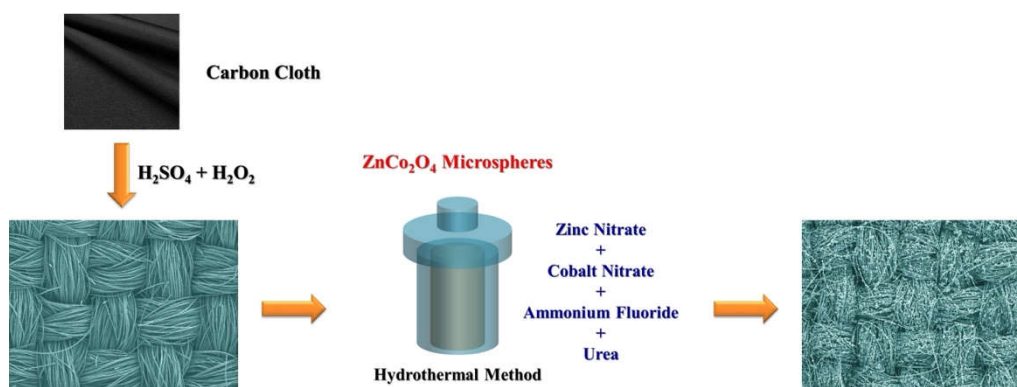 Carbon Cloth
H₂SO₄ + H₂O₂
ZnCo₂O₄ Microspheres
Zinc Nitrate
+
Cobalt Nitrate
+
Ammonium Fluoride
+
Urea
Hydrothermal Method